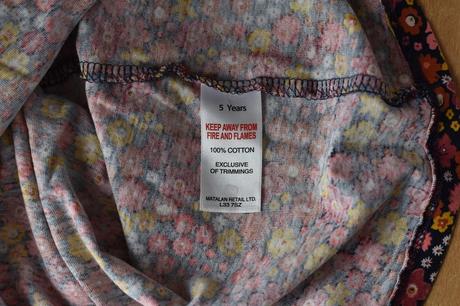 5 Years
KEEP AWAY FROM
FIRE AND FLAMES
100% COTTON
EXCLUSIVE
OF TRIMMINGS
MATALAN RETAIL LTD.
L33 7SZ